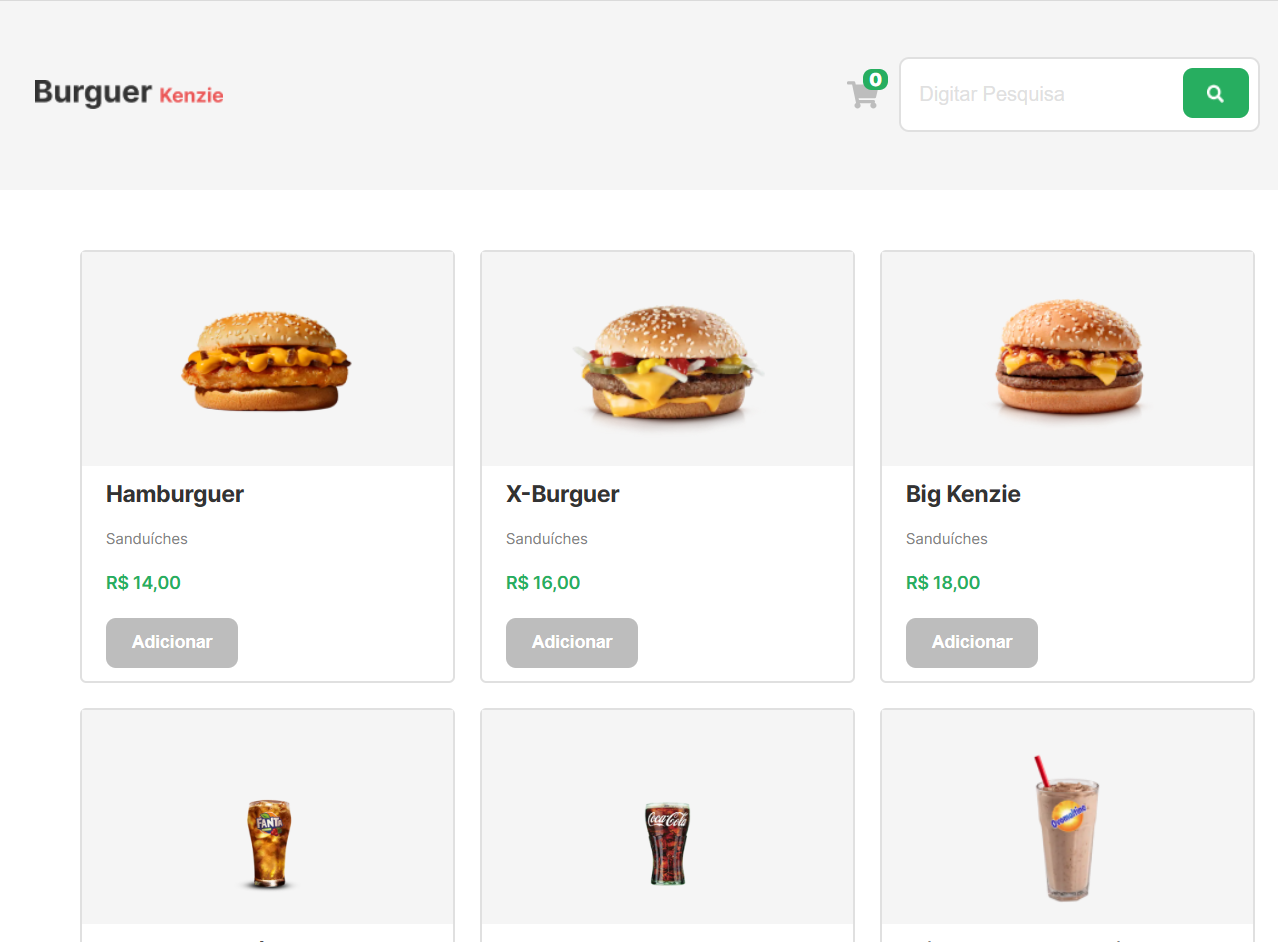 Burguer Kenzie
0
Digitar Pesquisa
Hamburguer
Sanduíches
R$ 14,00
Adicionar
X-Burguer
Sanduíches
R$ 16,00
Adicionar
Big Kenzie
Sanduíches
R$ 18,00
Adicionar
FANTA
Coca-Cola
Ovomaltine